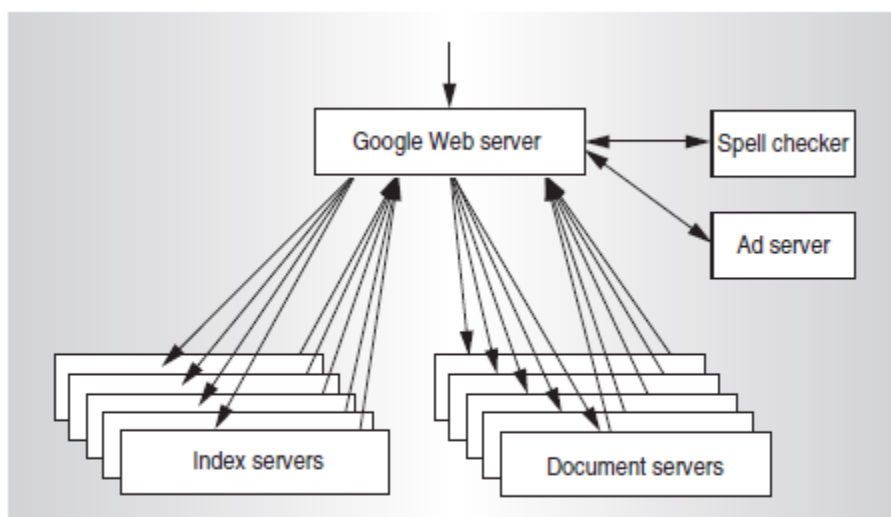 Google Web server
Spell checker
Ad server
Index servers
Document servers